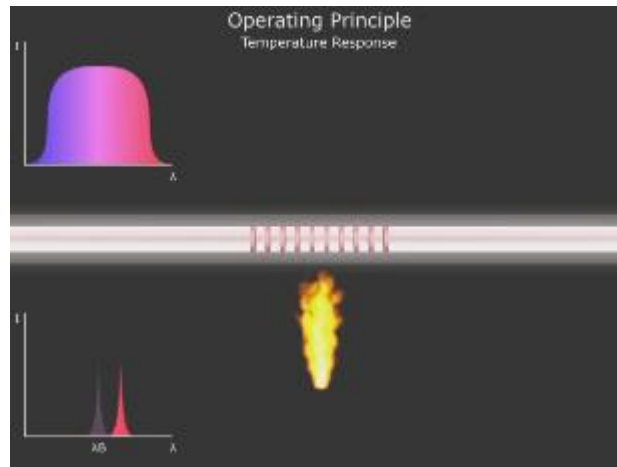 Operating Principle
Temperature Response
I
λ
I
λB
λ